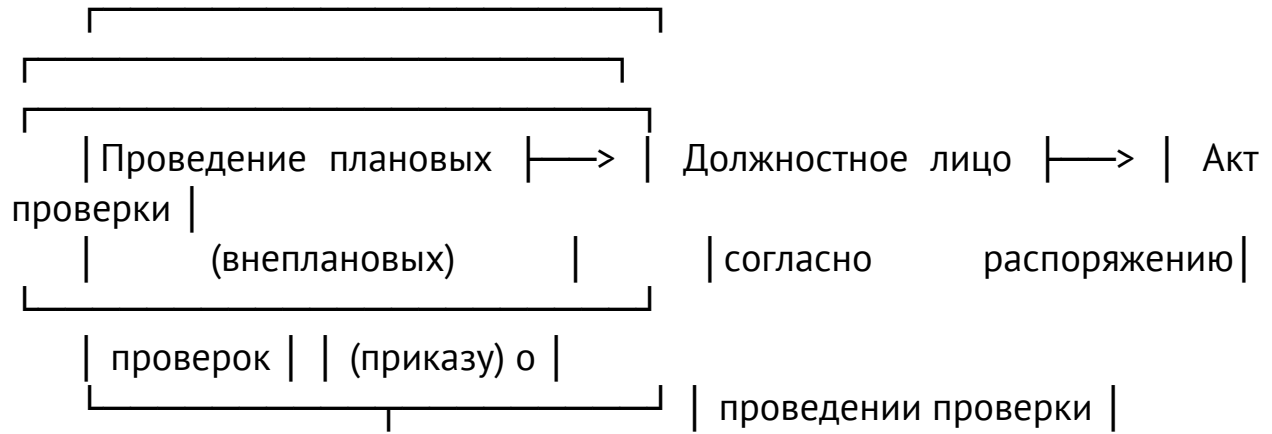 │Проведение плановых ├───> │ Должностное лицо ├───> │ Акт
проверки │
│ (внеплановых) │ │согласно распоряжению│
│ проверок │ │ (приказу) о │
│ проведении проверки │